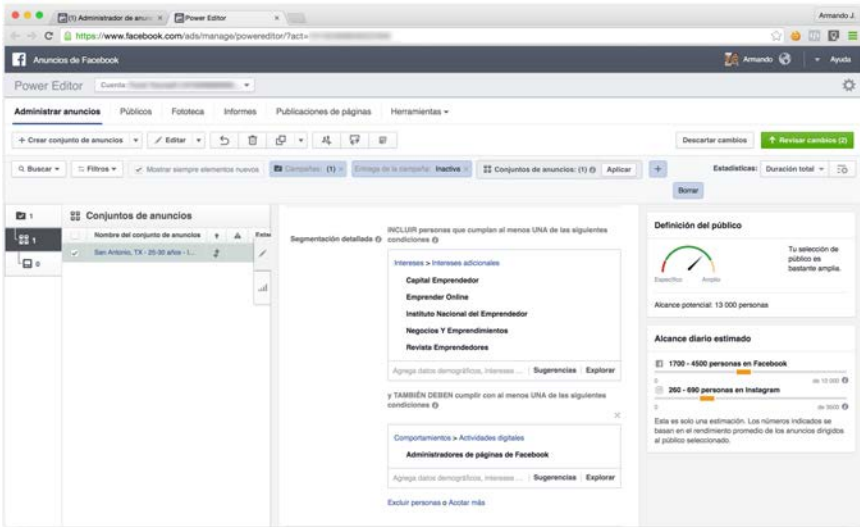 (1) Administrador de anunc
Power Editor
Armando J.
https://www.facebook.com/ads/manage/powereditor/?act=
Anuncios de Facebook
Armando
Ayuda
Power Editor
Cuenta:
Administrar anuncios
Públicos
Fototeca
Informes
Publicaciones de páginas
Herramientas
+ Crear conjunto de anuncios
Editar
Descartar cambios
Revisar cambios (2)
Buscar
Filtros
Mostrar siempre elementos nuevos
Campañas: (1)
Entrega de la campaña: Inactiva
Conjuntos de anuncios: (1)
Aplicar
+
Estadísticas: Duración total
Borrar
1
1
0
Conjuntos de anuncios
Nombre del conjunto de anuncios
San Antonio, TX - 25-30 años - I...
Segmentación detallada
INCLUIR personas que cumplan al menos UNA de las siguientes
condiciones
Intereses > Intereses adicionales
Capital Emprendedor
Emprender Online
Instituto Nacional del Emprendedor
Negocios Y Emprendimientos
Revista Emprendedores
Agrega datos demográficos, intereses ... | Sugerencias | Explorar
y TAMBIÉN DEBEN cumplir con al menos UNA de las siguientes
condiciones
Comportamientos > Actividades digitales
Administradores de páginas de Facebook
Agrega datos demográficos, intereses ... | Sugerencias | Explorar
Excluir personas o Acotar más
Definición del público
Tu selección de
público es
bastante amplia.
Específico
Amplio
Alcance potencial: 13 000 personas
Alcance diario estimado
1700 - 4500 personas en Facebook
0
de 12 000
260 - 690 personas en Instagram
0
Esta es solo una estimación. Los números indicados se
basan en el rendimiento promedio de los anuncios dirigidos
al público seleccionado.